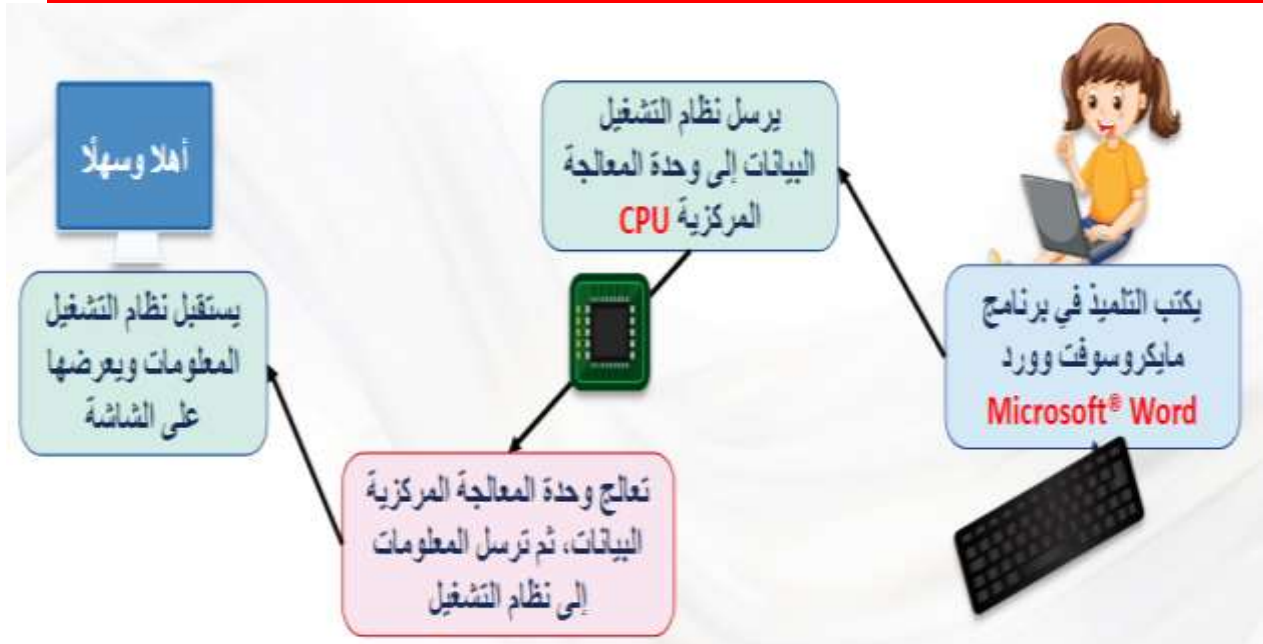 يكتب التلميذ في برنامج
مايكروسوفت وورد
Microsoft® Word
يرسل نظام التشغيل
البيانات إلى وحدة المعالجة
المركزية CPU
تعالج وحدة المعالجة المركزية
البيانات، ثم ترسل المعلومات
إلى نظام التشغيل
أهلا وسهلًا
يستقبل نظام التشغيل
المعلومات ويعرضها
على الشاشة